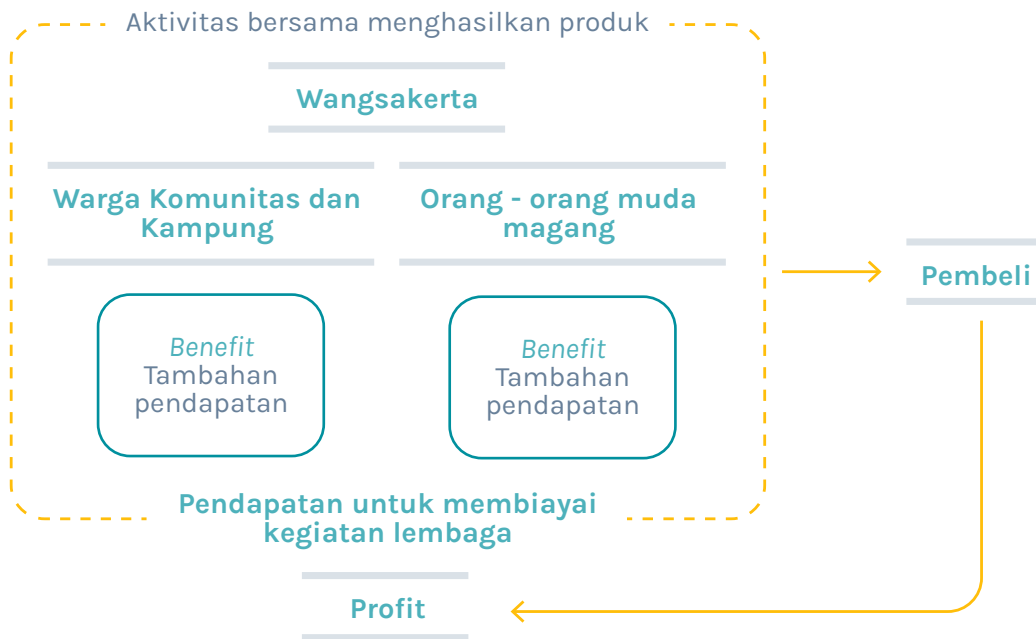 Aktivitas bersama menghasilkan produk
Wangsakerta
Warga Komunitas dan
Kampung
Orang - orang muda
magang
Pembeli
Benefit
Tambahan
pendapatan
Benefit
Tambahan
pendapatan
Pendapatan untuk membiayai
kegiatan lembaga
Profit